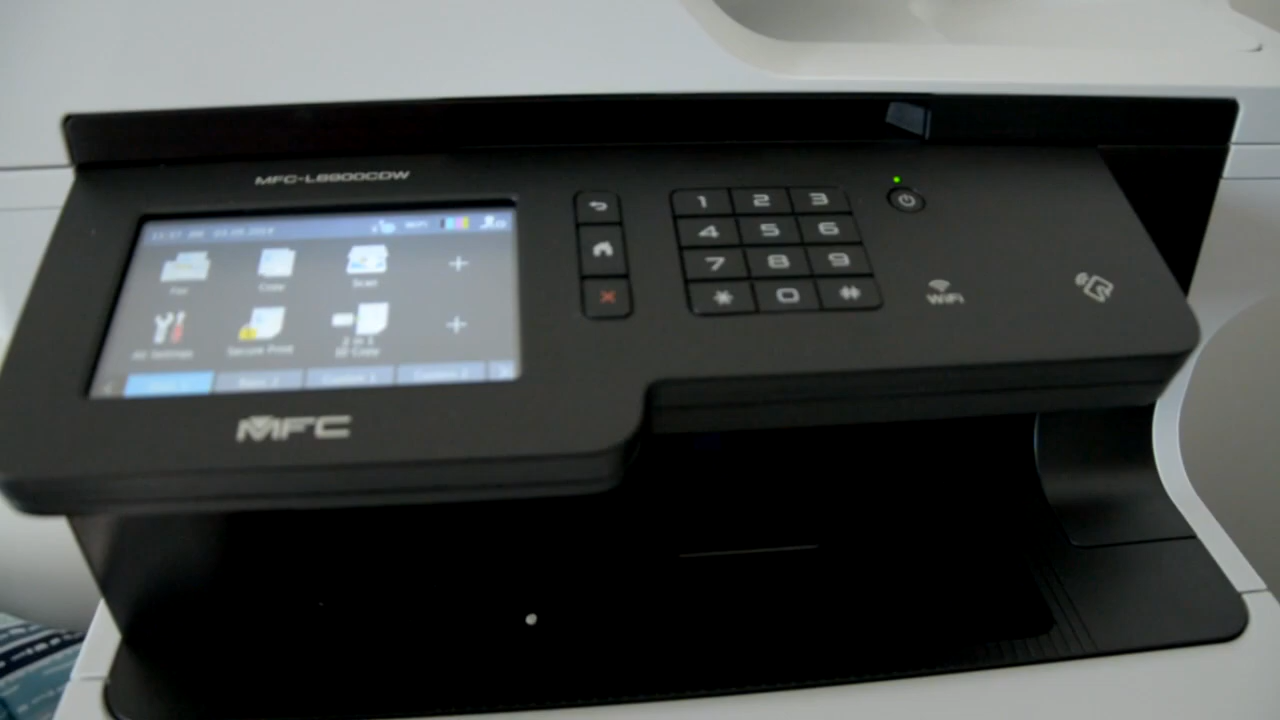 MFC-L8900CDW
WiFi
Fax
Copy
Scan
+
All Settings
Secure Print
2 in 1
ID Copy
+
MFC
1 2 3
4 5 6
7 8 9
* 0 #
WiFi